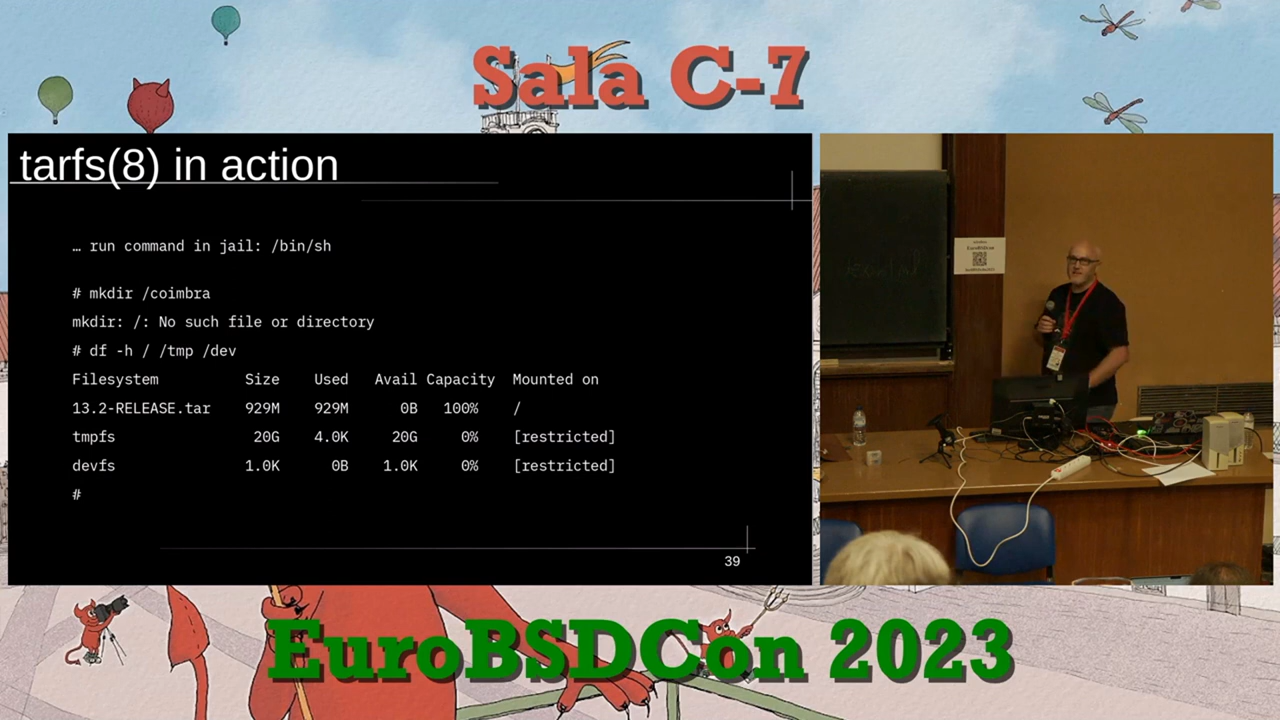 Sala C-7
tarfs(8) in action
… run command in jail: /bin/sh
# mkdir /coimbra
mkdir: /: No such file or directory
# df -h / /tmp /dev
Filesystem Size Used Avail Capacity Mounted on
13.2-RELEASE.tar 929M 929M 0B 100% /
tmpfs 20G 4.0K 20G 0% [restricted]
devfs 1.0K 0B 1.0K 0% [restricted]
#
39
EuroBSDcon
EuroBSDCon 2023